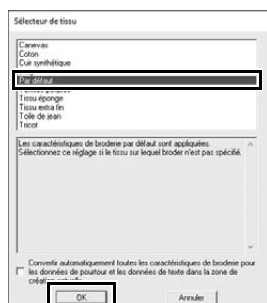 Sélecteur de tissu
Canevas
Coton
Cuir synthétique
Par défaut
Tissu éponge
Tissu extra fin
Toile de jean
Tricot
Les caractéristiques de broderie par défaut sont appliquées.
Sélectionnez ce réglage si le tissu sur lequel broder n'est pas spécifié.
Convertir automatiquement toutes les caractéristiques de broderie pour
les données de pourtour et les données de texte dans la zone de
création actuelle.
OK
Annuler